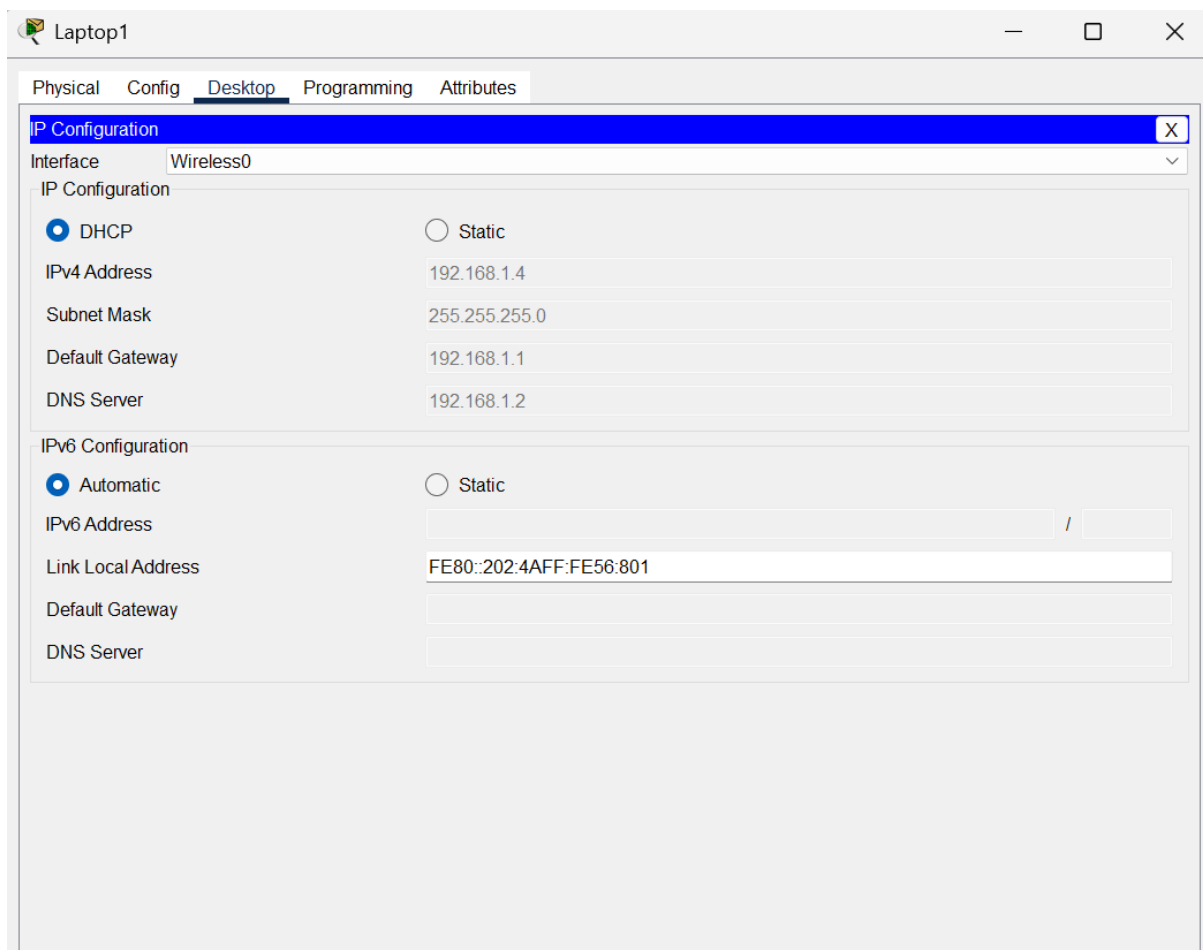 Laptop1
Physical Config Desktop Programming Attributes
IP Configuration X
Interface Wireless0
IP Configuration
DHCP Static
IPv4 Address 192.168.1.4
Subnet Mask 255.255.255.0
Default Gateway 192.168.1.1
DNS Server 192.168.1.2
IPv6 Configuration
Automatic Static
IPv6 Address /
Link Local Address FE80::202:4AFF:FE56:801
Default Gateway
DNS Server